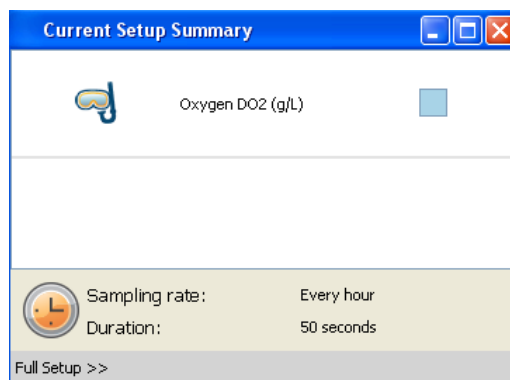 Current Setup Summary
Oxygen DO2 (g/L)
Sampling rate: Every hour
Duration: 50 seconds
Full Setup >>